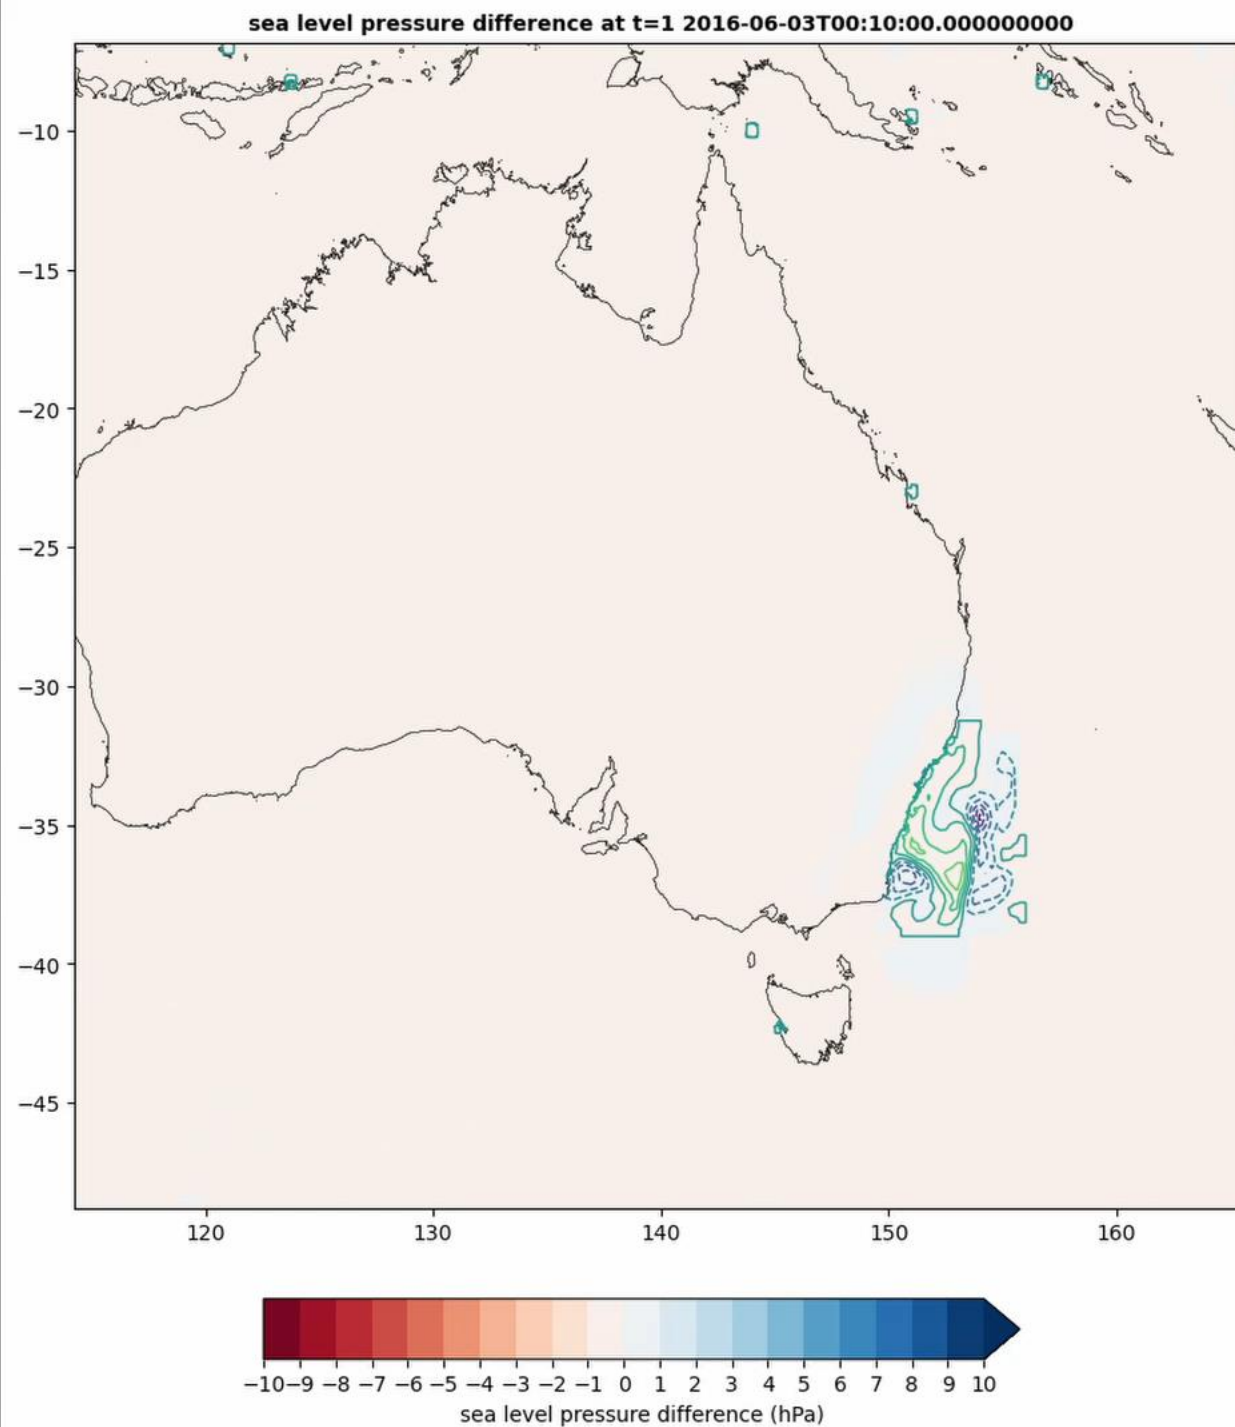 sea level pressure difference at t=1 2016-06-03T00:10:00.000000000
−10
−15
−20
−25
−30
−35
−40
−45
120 130 140 150 160
−10 −9 −8 −7 −6 −5 −4 −3 −2 −1 0 1 2 3 4 5 6 7 8 9 10
sea level pressure difference (hPa)